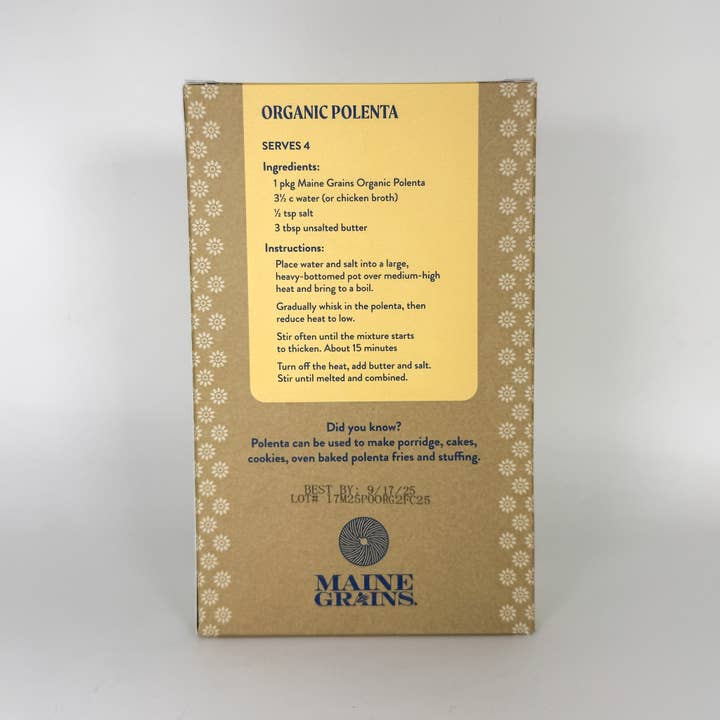 ORGANIC POLENTA
SERVES 4
Ingredients:
1 pkg Maine Grains Organic Polenta
3½ c water (or chicken broth)
½ tsp salt
3 tbsp unsalted butter
Instructions:
Place water and salt into a large,
heavy-bottomed pot over medium-high
heat and bring to a boil.
Gradually whisk in the polenta, then
reduce heat to low.
Stir often until the mixture starts
to thicken. About 15 minutes
Turn off the heat, add butter and salt.
Stir until melted and combined.
Did you know?
Polenta can be used to make porridge, cakes,
cookies, oven baked polenta fries and stuffing.
BEST BY: 9/17/25
LOT# 17M25POORG2FC25
MAINE
GRAINS.